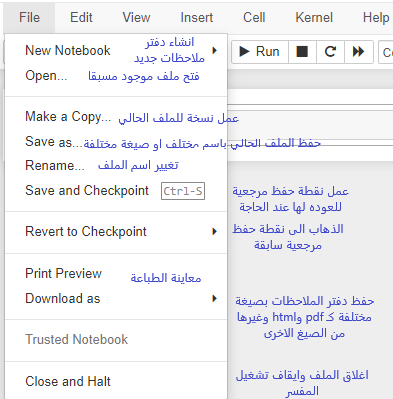 File Edit View Insert Cell Kernel Help
New Notebook انشاء دفتر ملاحظات جديد
Run
Open... فتح ملف موجود مسبقا
Make a Copy... عمل نسخة للملف الحالي
Save as... حفظ الملف الحالي باسم مختلف او صيغة مختلفة
Rename... تغيير اسم الملف
Save and Checkpoint Ctrl-S عمل نقطة حفظ مرجعية
للعوده لها عند الحاجة
Revert to Checkpoint الذهاب الى نقطة حفظ
مرجعية سابقة
Print Preview معاينة الطباعة
Download as حفظ دفتر الملاحظات بصيغة
مختلفة كـ pdf وhtml وغيرها
من الصيغ الاخرى
Trusted Notebook
Close and Halt اغلاق الملف وايقاف تشغيل
المفسر